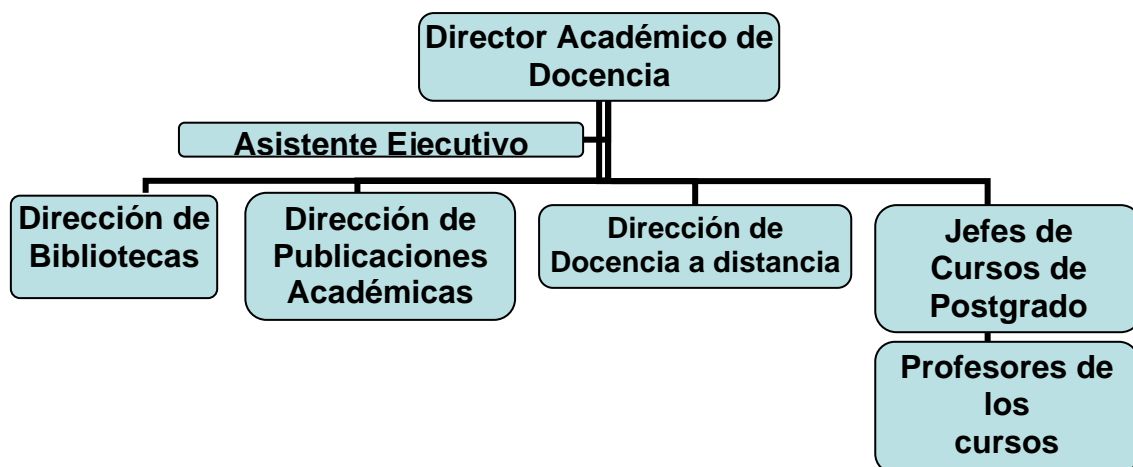 Director Académico de
Docencia
Asistente Ejecutivo
Dirección de
Bibliotecas
Dirección de
Publicaciones
Académicas
Dirección de
Docencia a distancia
Jefes de
Cursos de
Postgrado
Profesores de
los
cursos